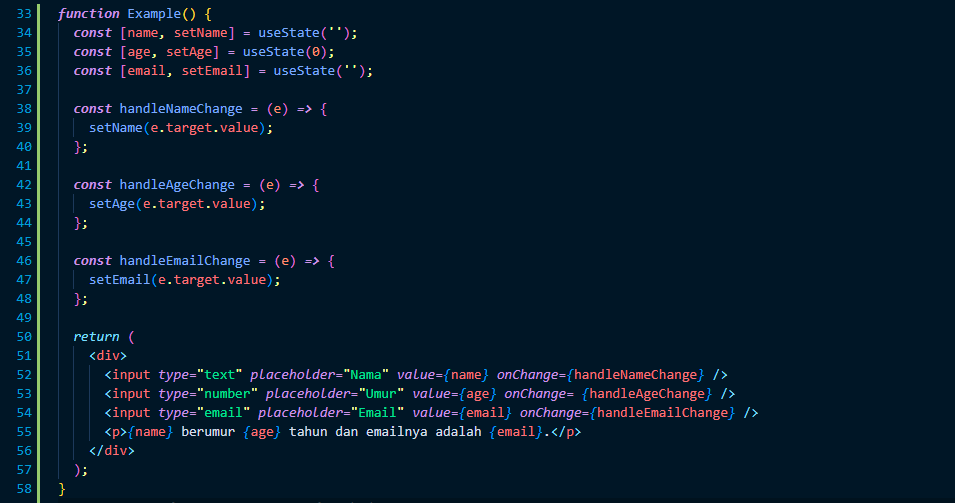 33 function Example() {
34 const [name, setName] = useState('');
35 const [age, setAge] = useState(0);
36 const [email, setEmail] = useState('');
37
38 const handleNameChange = (e) => {
39 setName(e.target.value);
40 };
41
42 const handleAgeChange = (e) => {
43 setAge(e.target.value);
44 };
45
46 const handleEmailChange = (e) => {
47 setEmail(e.target.value);
48 };
49
50 return (
51 <div>
52 <input type="text" placeholder="Nama" value={name} onChange={handleNameChange} />
53 <input type="number" placeholder="Umur" value={age} onChange= {handleAgeChange} />
54 <input type="email" placeholder="Email" value={email} onChange={handleEmailChange} />
55 <p>{name} berumur {age} tahun dan emailnya adalah {email}.</p>
56 </div>
57 );
58 }